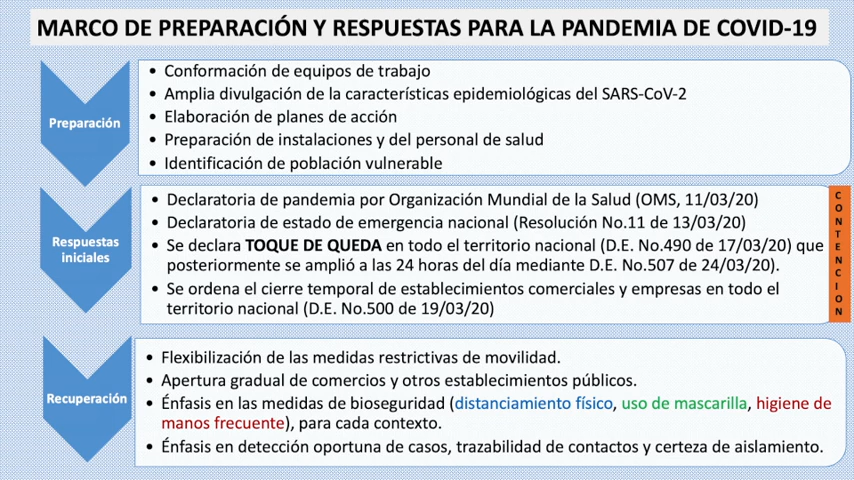 MARCO DE PREPARACIÓN Y RESPUESTAS PARA LA PANDEMIA DE COVID-19
Preparación
• Conformación de equipos de trabajo
• Amplia divulgación de la características epidemiológicas del SARS-CoV-2
• Elaboración de planes de acción
• Preparación de instalaciones y del personal de salud
• Identificación de población vulnerable
Respuestas
iniciales
• Declaratoria de pandemia por Organización Mundial de la Salud (OMS, 11/03/20)
• Declaratoria de estado de emergencia nacional (Resolución No.11 de 13/03/20)
• Se declara TOQUE DE QUEDA en todo el territorio nacional (D.E. No.490 de 17/03/20) que
posteriormente se amplió a las 24 horas del día mediante D.E. No.507 de 24/03/20).
• Se ordena el cierre temporal de establecimientos comerciales y empresas en todo el
territorio nacional (D.E. No.500 de 19/03/20)
CONTENCION
Recuperación
• Flexibilización de las medidas restrictivas de movilidad.
• Apertura gradual de comercios y otros establecimientos públicos.
• Énfasis en las medidas de bioseguridad (distanciamiento físico, uso de mascarilla, higiene de
manos frecuente), para cada contexto.
• Énfasis en detección oportuna de casos, trazabilidad de contactos y certeza de aislamiento.